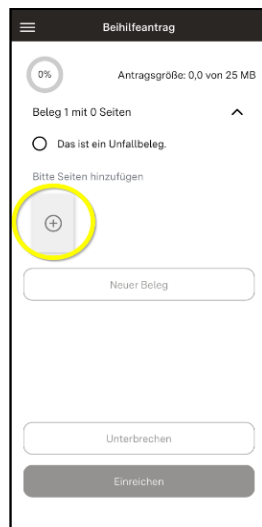 Beihilfeantrag
0%
Antragsgröße: 0,0 von 25 MB
Beleg 1 mit 0 Seiten
Das ist ein Unfallbeleg.
Bitte Seiten hinzufügen
Neuer Beleg
Unterbrechen
Einreichen